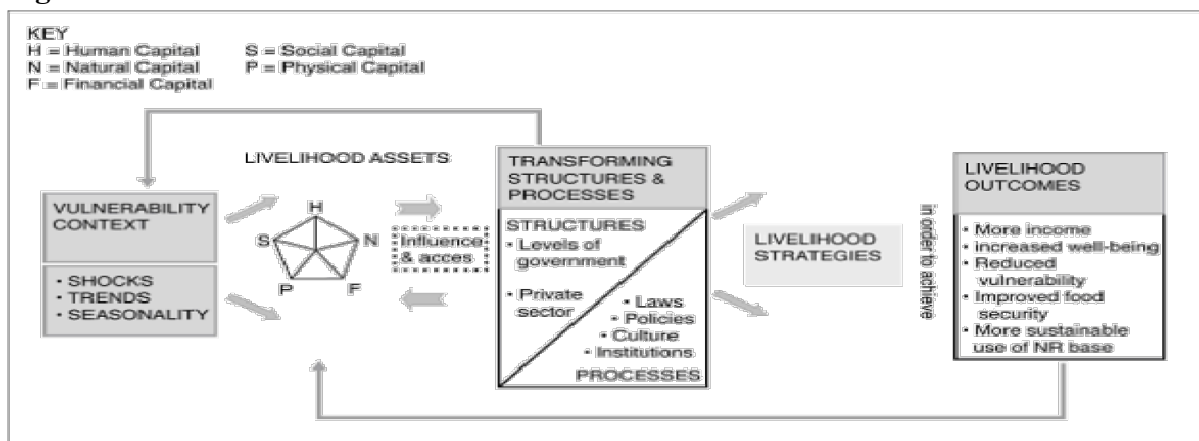 KEY
H = Human Capital
S = Social Capital
N = Natural Capital
P = Physical Capital
F = Financial Capital
LIVELIHOOD ASSETS
VULNERABILITY
CONTEXT
• SHOCKS
• TRENDS
• SEASONALITY
H
S
N
P
F
Influence
& acces
TRANSFORMING
STRUCTURES &
PROCESSES
STRUCTURES
• Levels of
government
• Private
sector
• Laws
• Policies
• Culture
• Institutions
PROCESSES
LIVELIHOOD
STRATEGIES
in order to achieve
LIVELIHOOD
OUTCOMES
• More income
• increased well-being
• Reduced
vulnerability
• Improved food
security
• More sustainable
use of NR base